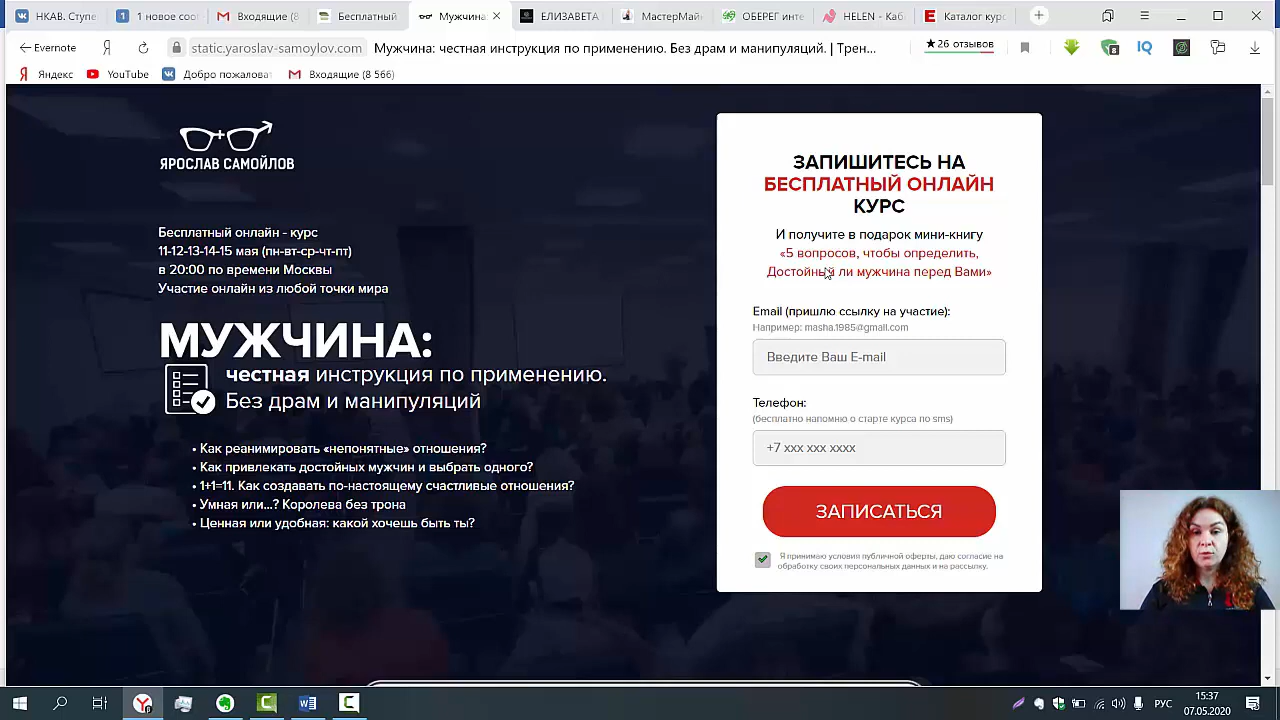 НКАВ. Ступе
1 новое сооб
Входящие (8
Бесплатный
Мужчина:
ЕЛИЗАВЕТА
МастерМай
ОБЕРЕГ инте
HELEN - Каб
Каталог курс
Evernote
static.yaroslav-samoylov.com
Мужчина: честная инструкция по применению. Без драм и манипуляций. | Трен...
★26 отзывов
8
IQ
Яндекс
YouTube
Добро пожалова
Входящие (8 566)
ЯРОСЛАВ САМОЙЛОВ
Бесплатный онлайн - курс
11-12-13-14-15 мая (пн-вт-ср-чт-пт)
в 20:00 по времени Москвы
Участие онлайн из любой точки мира
МУЖЧИНА:
честная инструкция по применению.
Без драм и манипуляций
• Как реанимировать «непонятные» отношения?
• Как привлекать достойных мужчин и выбрать одного?
• 1+1=11. Как создавать по-настоящему счастливые отношения?
• Умная или...? Королева без трона
• Цветы или удобряя: какой хочешь быть ты?
ЗАПИШИТЕСЬ НА
БЕСПЛАТНЫЙ ОНЛАЙН
КУРС
И получите в подарок мини-книгу
«5 вопросов, чтобы определить,
Достойный ли мужчина перед Вами»
Email (пришлю ссылку на участие):
Например: masha.1985@gmail.com
Введите Ваш E-mail
Телефон:
(бесплатно напомню о старте курса по sms)
+7 xxx xxx xxxx
ЗАПИСАТЬСЯ
Я принимаю условия публичной оферты, даю согласие на
обработку своих персональных данных и на рассылку.
РУС
15:37
07.05.2020